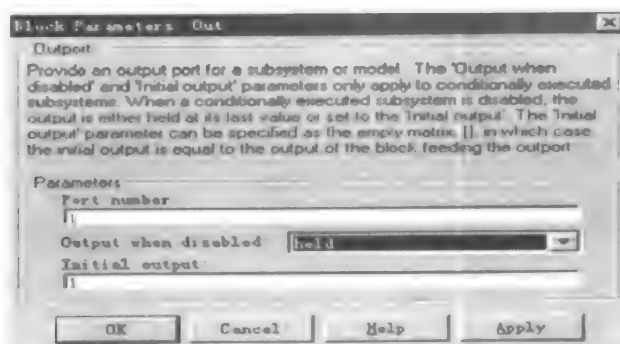 Block Parameters Out
Outport
Provide an output port for a subsystem or model. The 'Output when
disabled' and 'Initial output' parameters only apply to conditionally executed
subsystems. When a conditionally executed subsystem is disabled, the
output is either held at its last value or set to the 'Initial output'. The 'Initial
output' parameter can be specified as the empty matrix, [], in which case
the initial output is equal to the output of the block feeding the outport
Parameters
Port number
1
Output when disabled held
Initial output
1
OK Cancel Help Apply